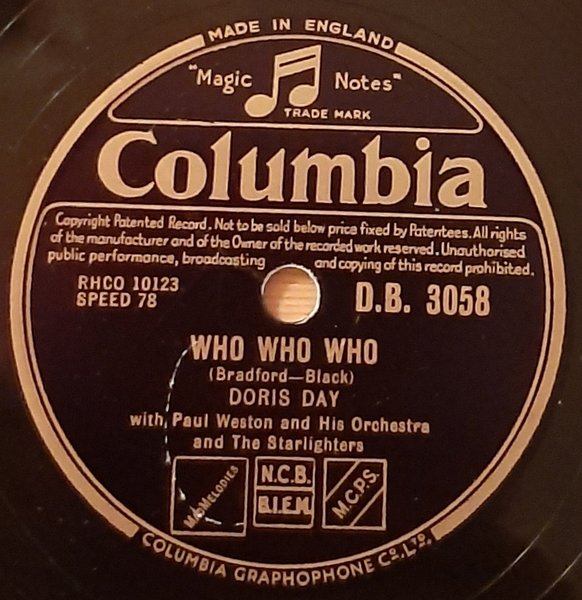 MADE IN ENGLAND
"Magic Notes"
TRADE MARK
Columbia
Copyright Patented Record. Not to be sold below price fixed by Patentees. All rights
of the manufacturer and of the Owner of the recorded work reserved. Unauthorised
public performance, broadcasting and copying of this record prohibited.
RHCO 10123
SPEED 78
D.B. 3058
WHO WHO WHO
(Bradford—Black)
DORIS DAY
with Paul Weston and His Orchestra
and The Starlighters
MELODIES
N.C.B.
B.I.E.M.
M.C.P.S.
COLUMBIA GRAPHOPHONE CO. LTD.